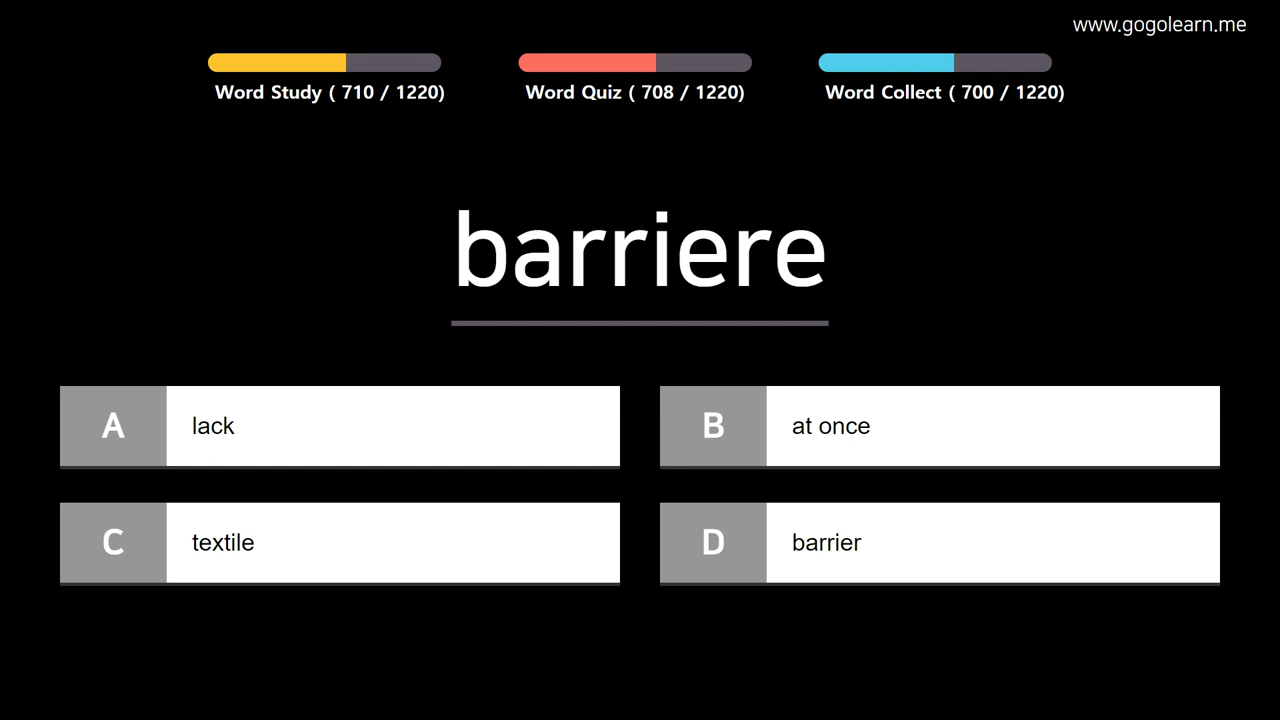 www.gogolearn.me
Word Study ( 710 / 1220)
Word Quiz ( 708 / 1220)
Word Collect ( 700 / 1220)
barriere
A lack
B at once
C textile
D barrier